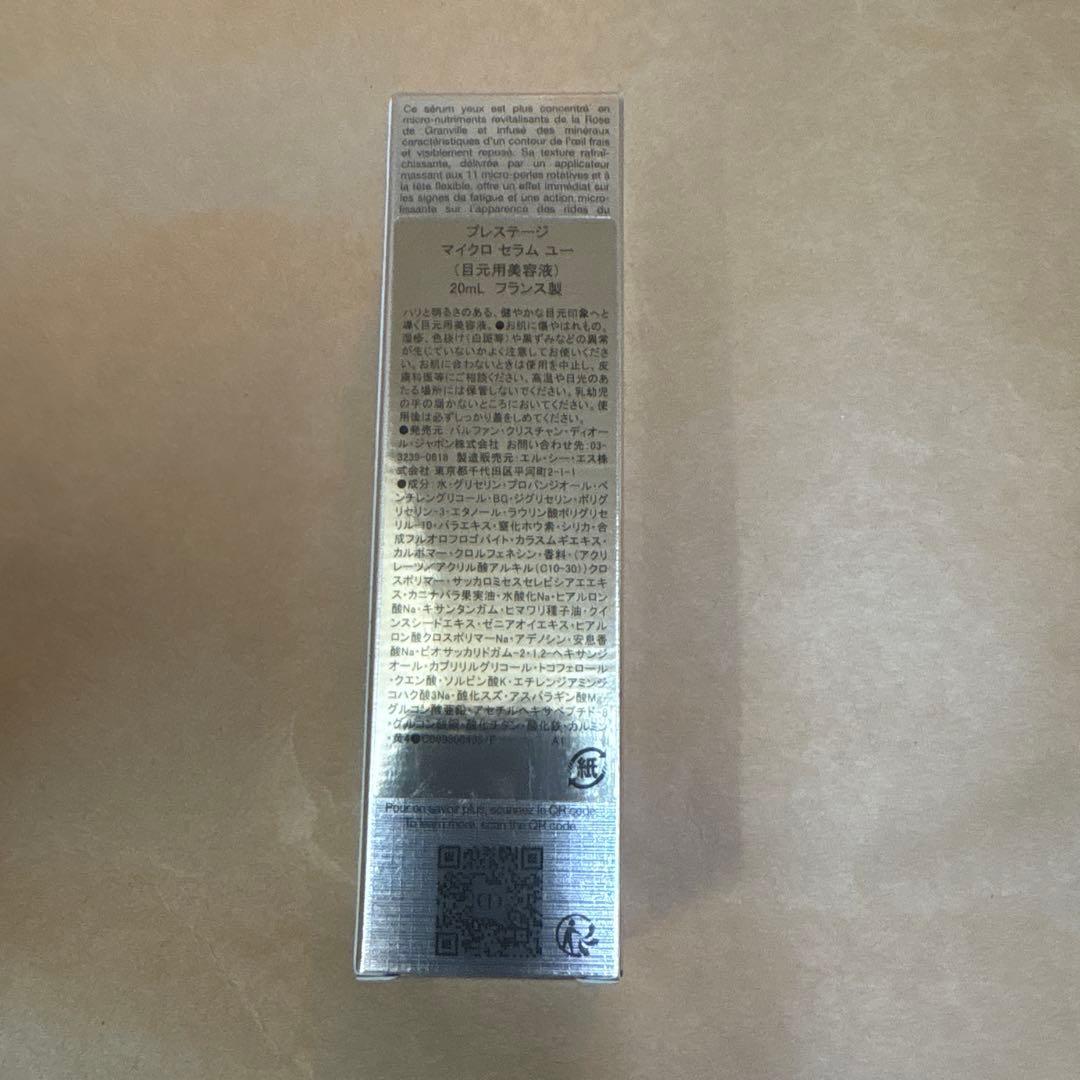 Ce sérum yeux est plus concentré en
micro-nutriments revitalisants de la Rose
de Granville et infusé des minéraux
caractéristiques d'un contour de l'œil frais
et visiblement reposé. Sa texture rafraî-
chissante, délivrée par un applicateur
massant aux 11 micro-perles rotatives et à
la tête flexible, offre un effet immédiat sur
les signes de fatigue et une action micro-
lissante sur l'apparence des rides du
プレステージ
マイクロ セラム ユー
(目元用美容液)
20mL フランス製
ハリと明るさのある、健やかな目元印象へと
導く目元用美容液。●お肌に傷やはれもの、
湿疹、色抜け(白斑等)や黒ずみなどの異常
が生じていないかよく注意してお使いくださ
い。お肌に合わないときは使用を中止し、皮
膚科医等にご相談ください。高温や日光のあ
たる場所には保管しないでください。乳幼児
の手の届かないところにおいてください。使
用後は必ずしっかり蓋をしめてください。
●発売元 パルファン・クリスチャン・ディオー
ル・ジャポン株式会社 お問い合わせ先:03-
3239-0618 製造販売元:エル・シー・エス株
式会社 東京都千代田区平河町2-1-1
●成分:水・グリセリン・プロパンジオール・ペ
ンチレングリコール・BG・ジグリセリン・ポリグ
リセリン-3・エタノール・ラウリン酸ポリグリセ
リル-10・バラエキス・窒化ホウ素・シリカ・合
成フルオロフロゴパイト・カラスムギエキス・
カルボマー・クロルフェネシン・香料・(アクリ
レーツ/アクリル酸アルキル(C10-30))クロ
スポリマー・サッカロミセスセレビシアエエキ
ス・カニナバラ果実油・水酸化Na・ヒアルロン
酸Na・キサンタンガム・ヒマワリ種子油・クイ
ンスシードエキス・ゼニアオイエキス・ヒアル
ロン酸クロスポリマーNa・アデノシン・安息香
酸Na・ビオサッカリドガム-2・1,2-ヘキサンジ
オール・カプリリルグリコール・トコフェロール
・クエン酸・ソルビン酸K・エチレンジアミンジ
コハク酸3Na・酸化スズ・アスパラギン酸Mg・
グルコン酸亜鉛・アセチルヘキサペプチド-8
・グルコン酸銅・酸化チタン・酸化鉄・カルミン
・黄4● A1
紙
Pour en savoir plus, scannez le QR code.
To learn more, scan the QR code.